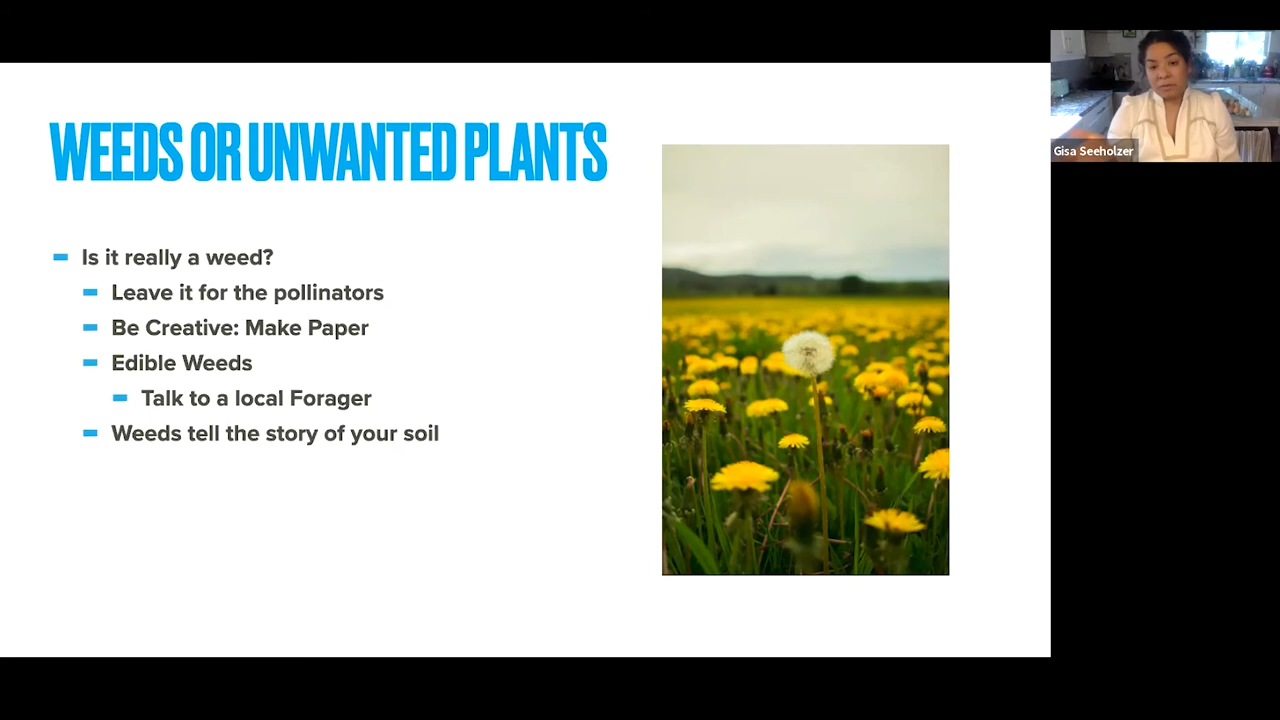 WEEDS OR UNWANTED PLANTS
Is it really a weed?
Leave it for the pollinators
Be Creative: Make Paper
Edible Weeds
Talk to a local Forager
Weeds tell the story of your soil
Gisa Seeholzer